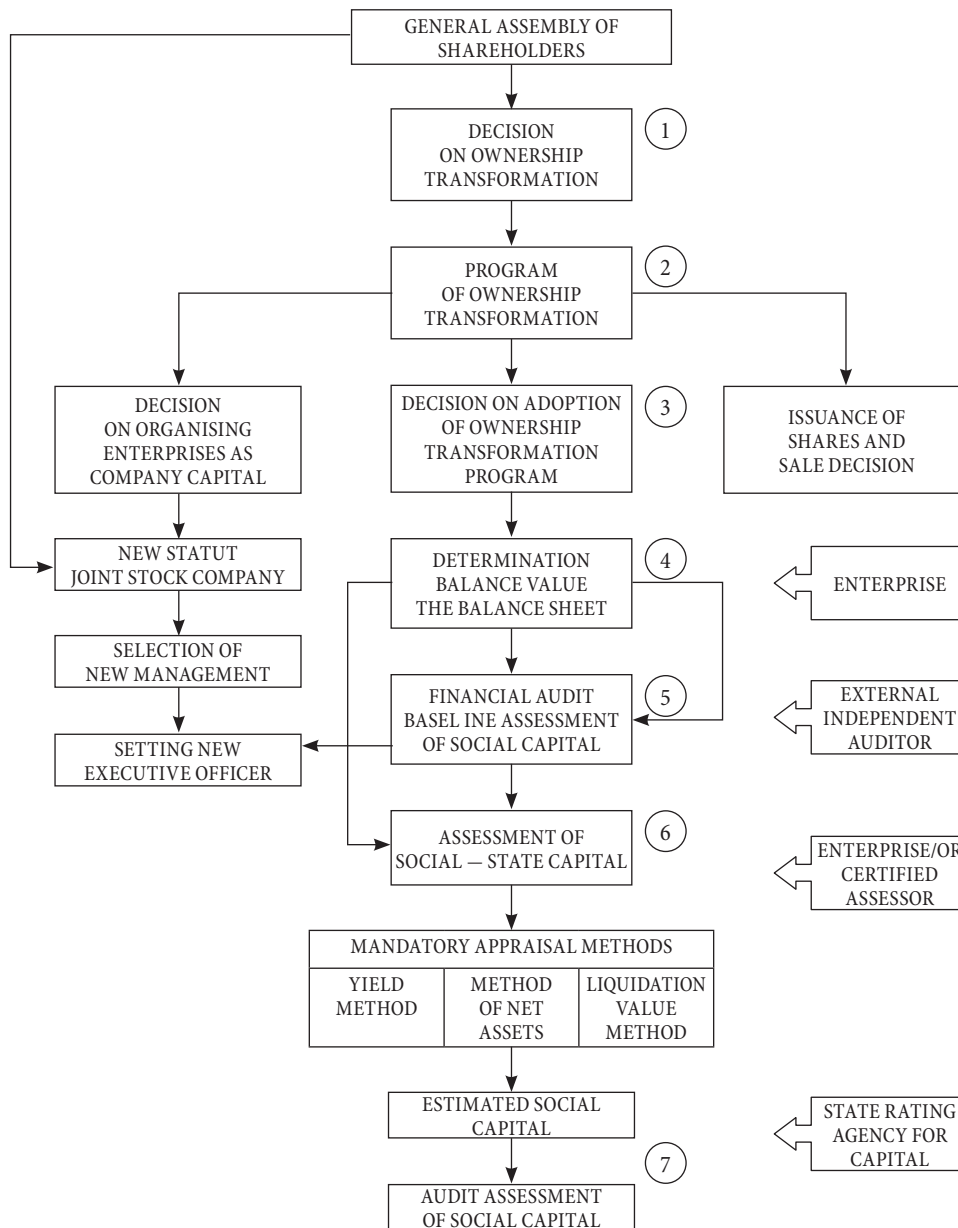 GENERAL ASSEMBLY OF
SHAREHOLDERS
DECISION
ON OWNERSHIP
TRANSFORMATION
1
PROGRAM
OF OWNERSHIP
TRANSFORMATION
2
DECISION
ON ORGANISING
ENTERPRISES AS
COMPANY CAPITAL
DECISION ON ADOPTION
OF OWNERSHIP
TRANSFORMATION
PROGRAM
3
ISSUANCE OF
SHARES AND
SALE DECISION
NEW STATUT
JOINT STOCK COMPANY
DETERMINATION
BALANCE VALUE
THE BALANCE SHEET
4
ENTERPRISE
SELECTION OF
NEW MANAGEMENT
FINANCIAL AUDIT
BASEL INE ASSESSMENT
OF SOCIAL CAPITAL
5
EXTERNAL
INDEPENDENT
AUDITOR
SETTING NEW
EXECUTIVE OFFICER
ASSESSMENT OF
SOCIAL — STATE CAPITAL
6
ENTERPRISE/OR
CERTIFIED
ASSESSOR
MANDATORY APPRAISAL METHODS
YIELD
METHOD
METHOD
OF NET
ASSETS
LIQUIDATION
VALUE
METHOD
ESTIMATED SOCIAL
CAPITAL
STATE RATING
AGENCY FOR
CAPITAL
7
AUDIT ASSESSMENT
OF SOCIAL CAPITAL